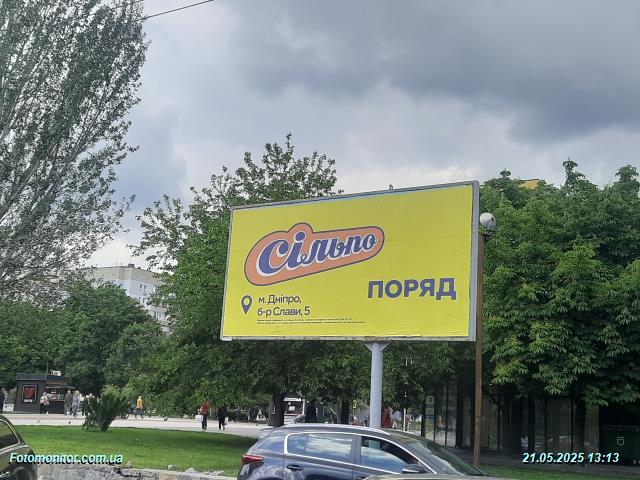 Сільпо
ПОРЯД
м. Дніпро,
б-р Слави, 5
Fotomonitor.com.ua
21.05.2025 13:13